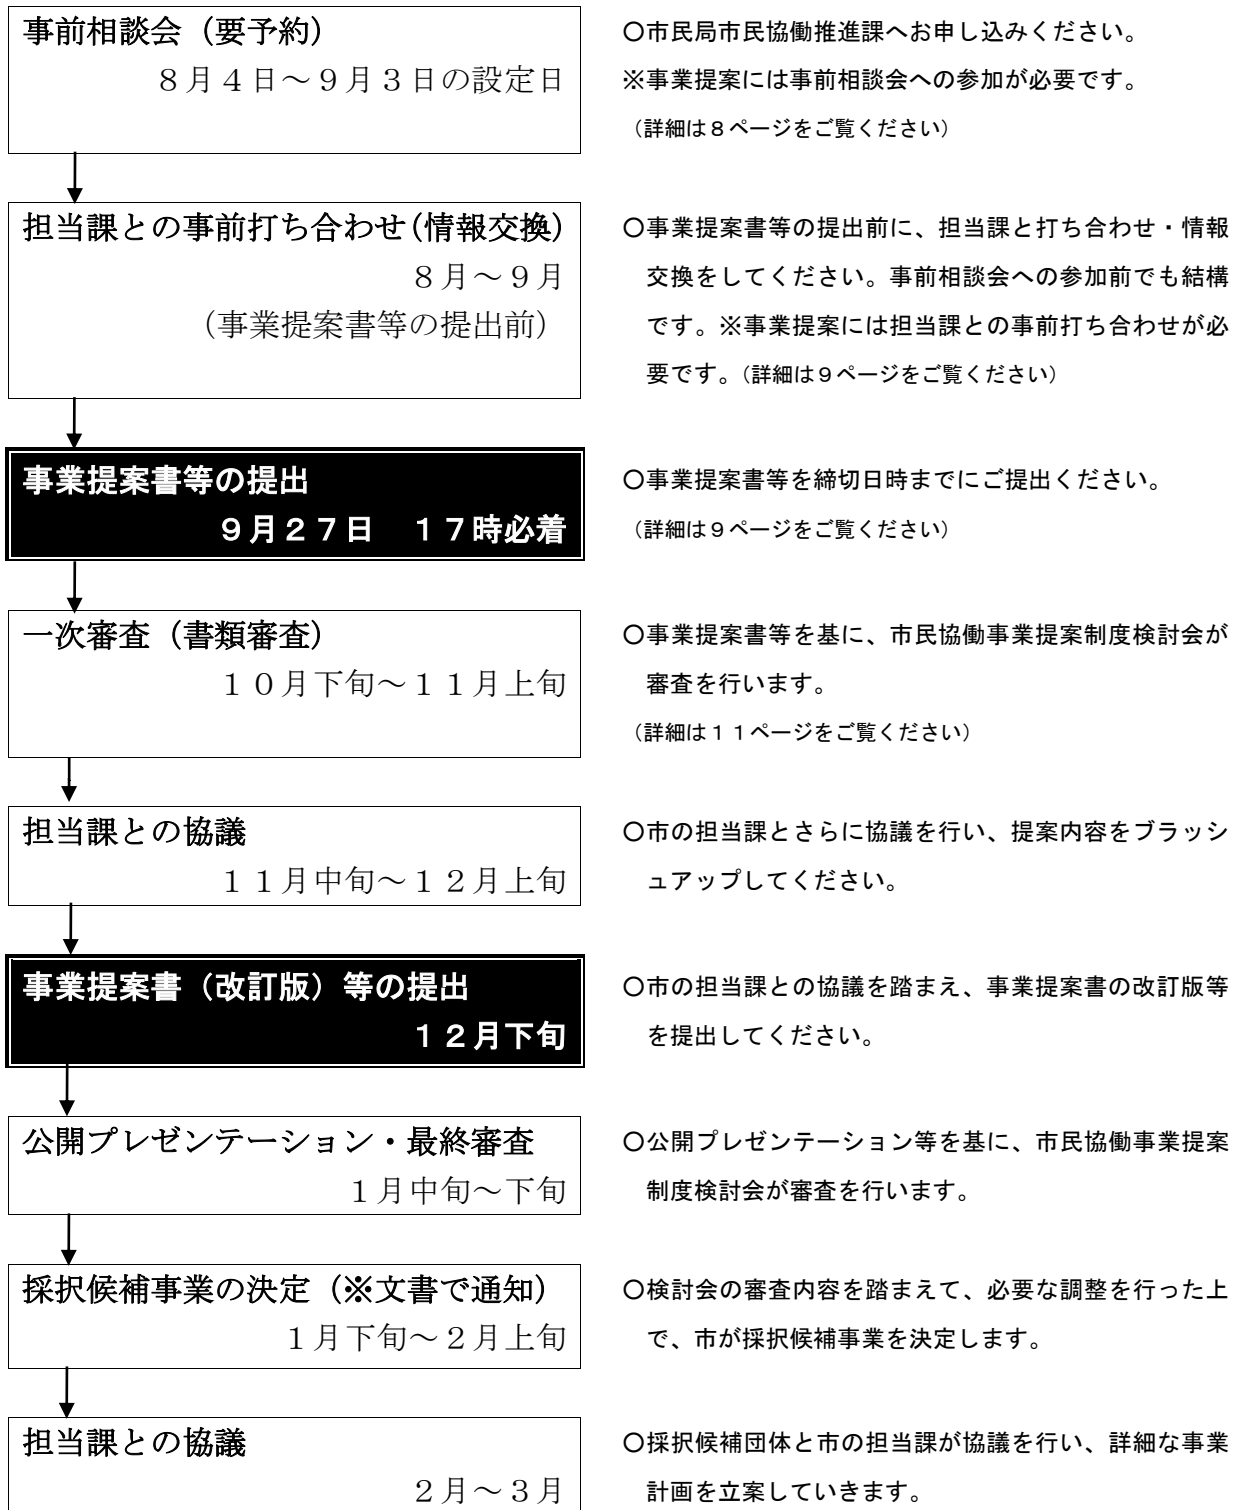 事前相談会（要予約）
８月４日～９月３日の設定日
〇市民局市民協働推進課へお申し込みください。
※事業提案には事前相談会への参加が必要です。
（詳細は８ページをご覧ください）
担当課との事前打ち合わせ(情報交換)
８月～９月
（事業提案書等の提出前）
〇事業提案書等の提出前に、担当課と打ち合わせ・情報
交換をしてください。事前相談会への参加前でも結構
です。※事業提案には担当課との事前打ち合わせが必
要です。（詳細は９ページをご覧ください）
事業提案書等の提出
９月２７日　１７時必着
〇事業提案書等を締切日時までにご提出ください。
（詳細は９ページをご覧ください）
一次審査（書類審査）
１０月下旬～１１月上旬
〇事業提案書等を基に、市民協働事業提案制度検討会が
審査を行います。
（詳細は１１ページをご覧ください）
担当課との協議
１１月中旬～１２月上旬
〇市の担当課とさらに協議を行い、提案内容をブラッシ
ュアップしてください。
事業提案書（改訂版）等の提出
１２月下旬
〇市の担当課との協議を踏まえ、事業提案書の改訂版等
を提出してください。
公開プレゼンテーション・最終審査
１月中旬～下旬
〇公開プレゼンテーション等を基に、市民協働事業提案
制度検討会が審査を行います。
採択候補事業の決定（※文書で通知）
１月下旬～２月上旬
〇検討会の審査内容を踏まえて、必要な調整を行った上
で、市が採択候補事業を決定します。
担当課との協議
２月～３月
〇採択候補団体と市の担当課が協議を行い、詳細な事業
計画を立案していきます。